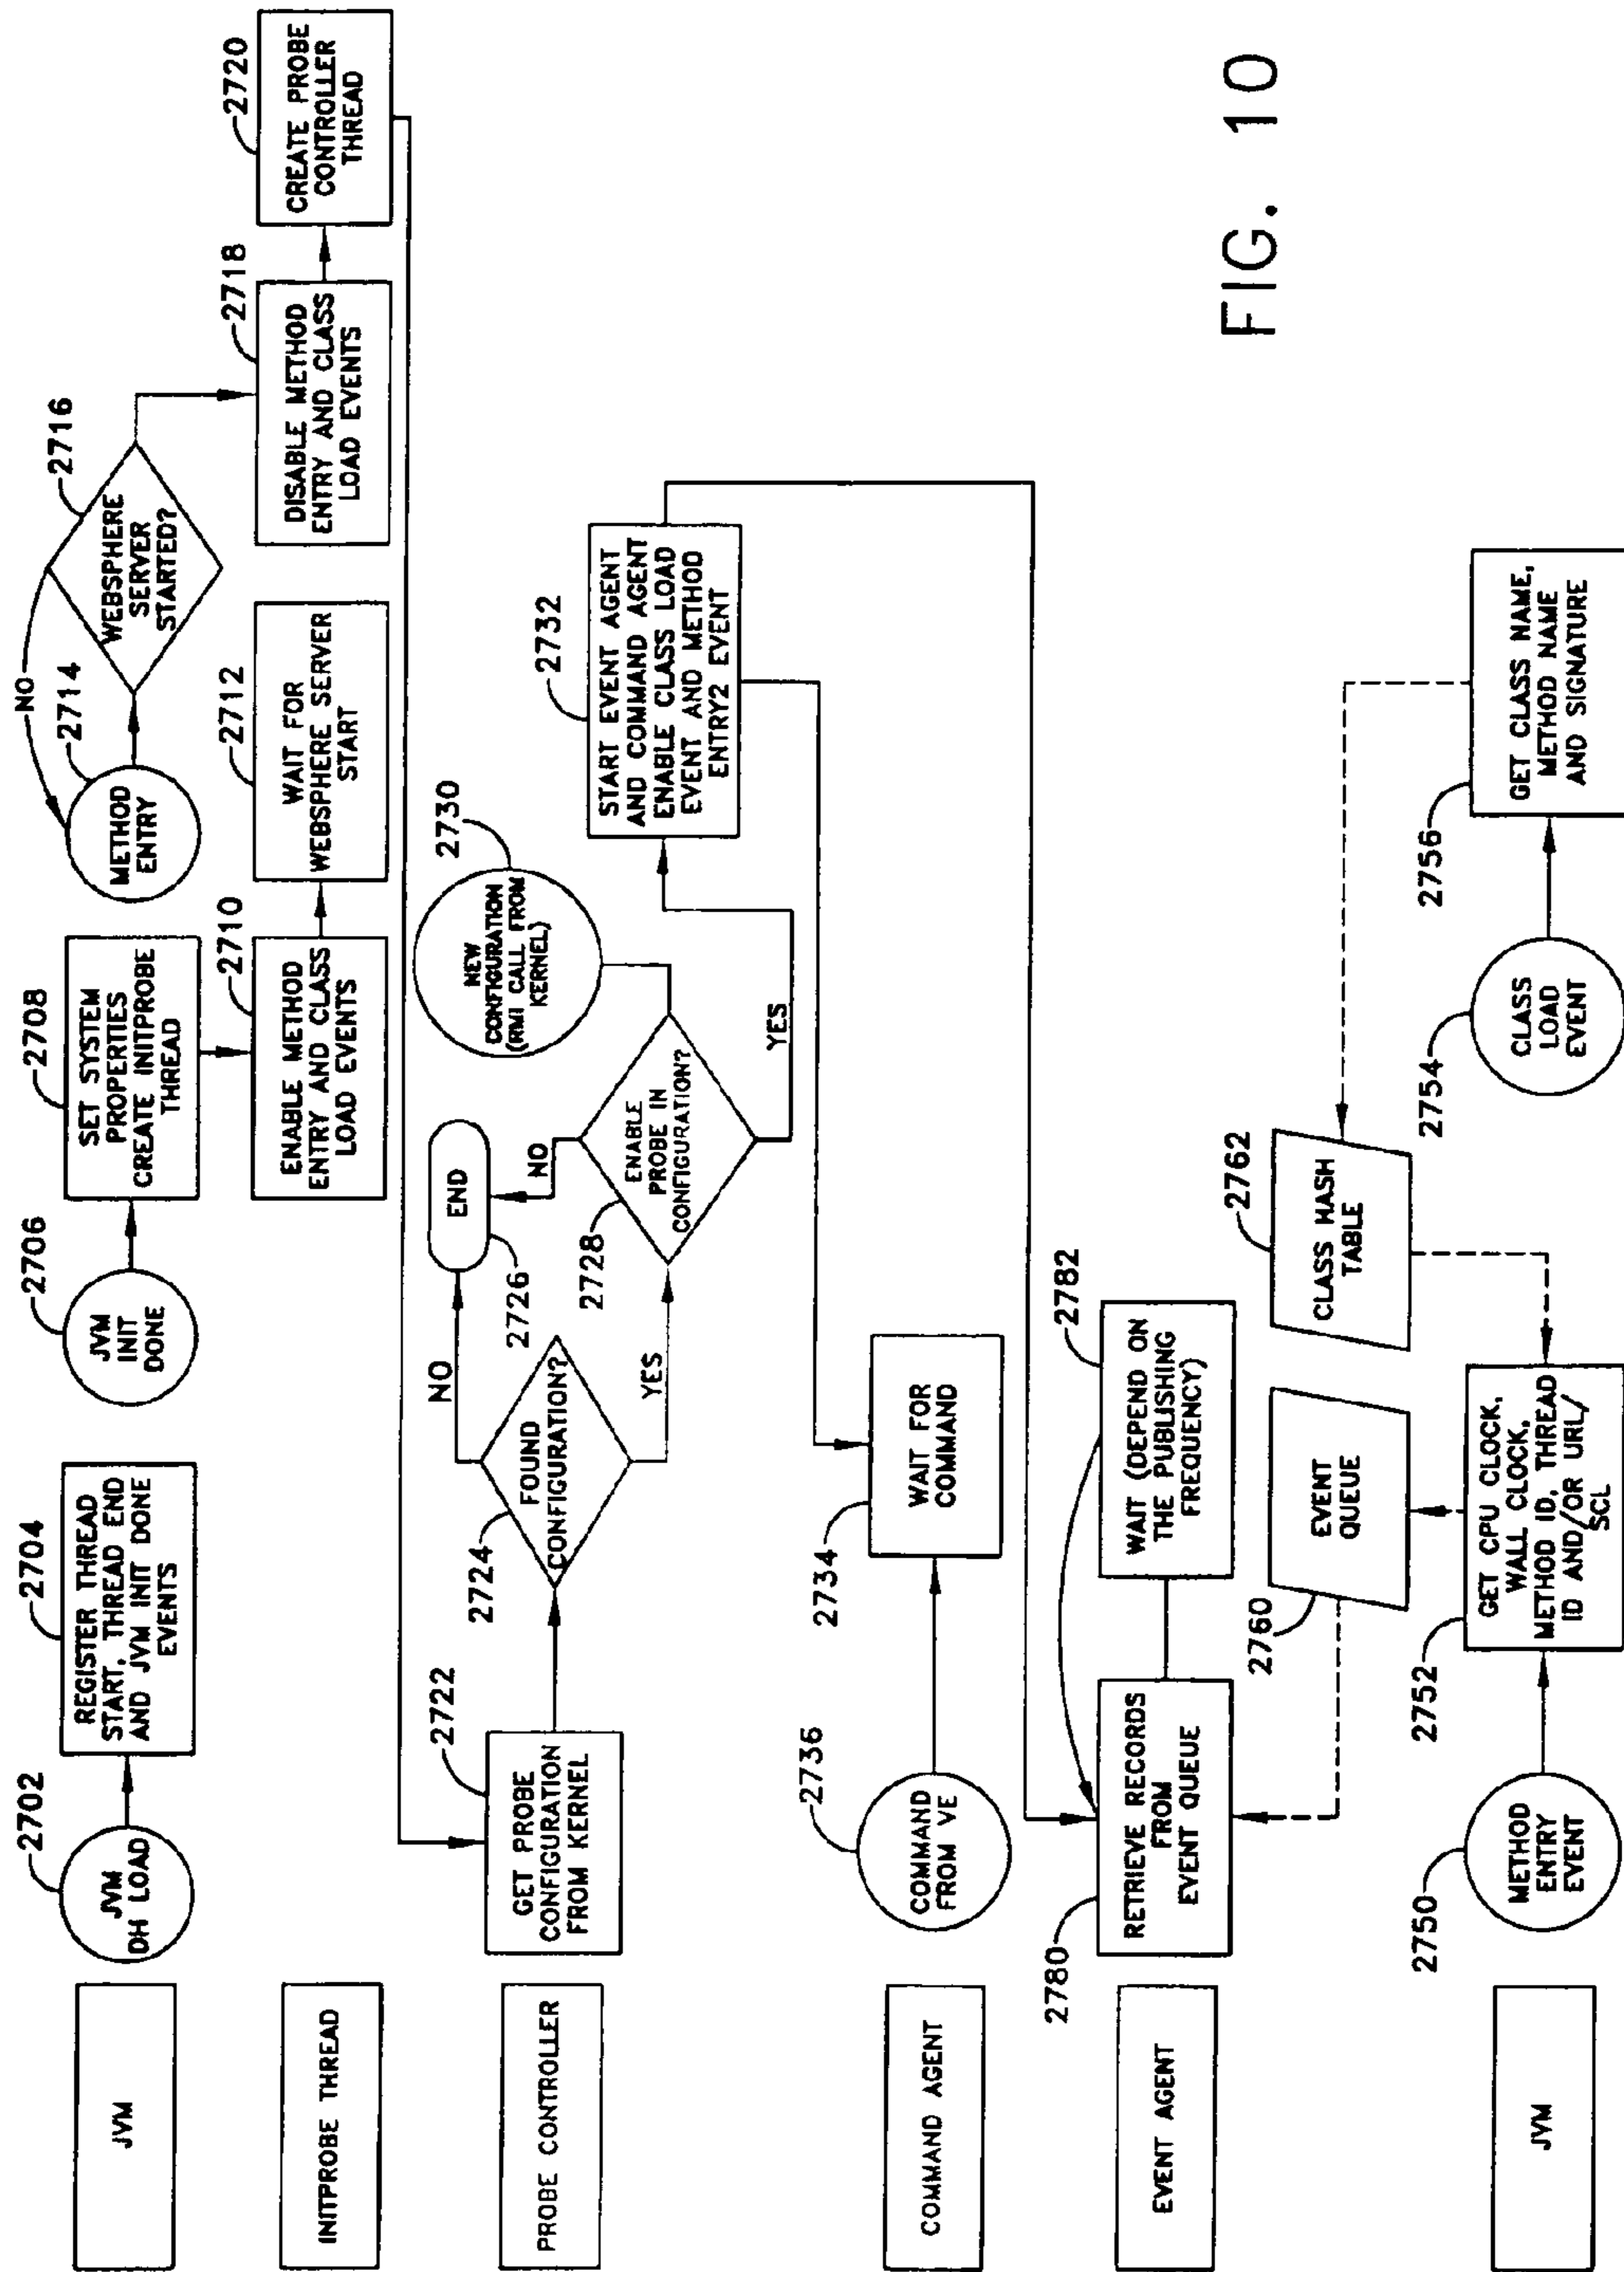 JVM
2702
JVM
DH LOAD
2704
REGISTER THREAD
START, THREAD END
AND JVM INIT DONE
EVENTS
2706
JVM
INIT
DONE
2708
SET SYSTEM
PROPERTIES
CREATE INITPROBE
THREAD
NO
2714
METHOD
ENTRY
2716
WEBSPHERE
SERVER
STARTED?
INITPROBE THREAD
2710
ENABLE METHOD
ENTRY AND CLASS
LOAD EVENTS
2712
WAIT FOR
WEBSPHERE SERVER
START
2718
DISABLE METHOD
ENTRY AND CLASS
LOAD EVENTS
2720
CREATE PROBE
CONTROLLER
THREAD
PROBE CONTROLLER
2722
GET PROBE
CONFIGURATION
FROM KERNEL
2724
FOUND
CONFIGURATION?
NO
YES
2726
END
NO
2728
ENABLE
PROBE IN
CONFIGURATION?
YES
2730
NEW
CONFIGURATION
(RMI CALL FROM
KERNEL)
2732
START EVENT AGENT
AND COMMAND AGENT
ENABLE CLASS LOAD
EVENT AND METHOD
ENTRY2 EVENT
COMMAND AGENT
2736
COMMAND
FROM VE
2734
WAIT FOR
COMMAND
EVENT AGENT
2780
RETRIEVE RECORDS
FROM
EVENT QUEUE
2782
WAIT (DEPEND ON
THE PUBLISHING
FREQUENCY)
2760
EVENT
QUEUE
2762
CLASS HASH
TABLE
JVM
2750
METHOD
ENTRY
EVENT
2752
GET CPU CLOCK,
WALL CLOCK,
METHOD ID, THREAD
ID AND/OR URL/
SCL
2754
CLASS
LOAD
EVENT
2756
GET CLASS NAME,
METHOD NAME
AND SIGNATURE
FIG. 10